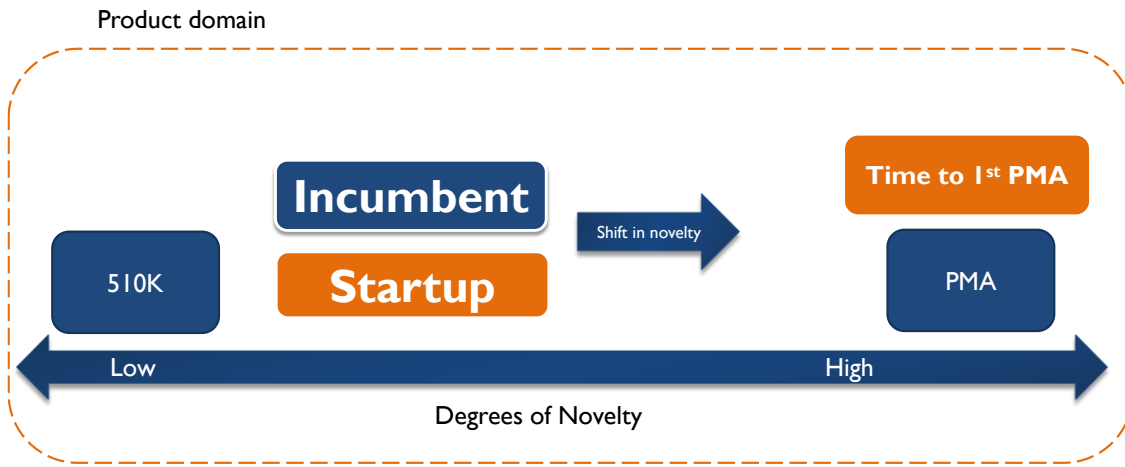 Product domain
Incumbent
Time to 1st PMA
Shift in novelty
510K
Startup
PMA
Low
High
Degrees of Novelty